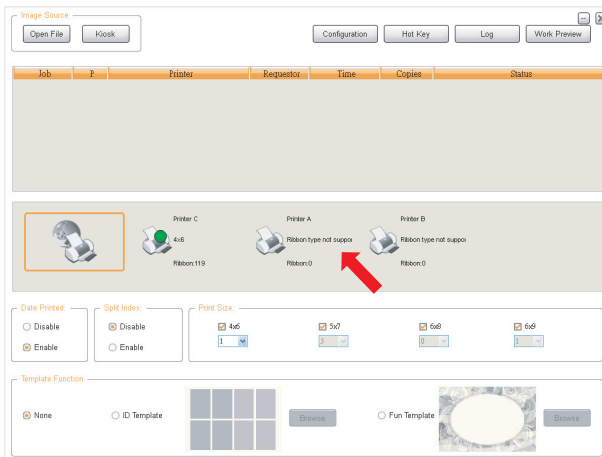 Image Source
Open File Kiosk Configuration Hot Key Log Work Preview
Job P Printer Requestor Time Copies Status
Printer C Printer A Printer B
4x6 Ribbon type not suppo Ribbon type not suppo
Ribbon:119 Ribbon:0 Ribbon:0
Date Printed: Split Index: Print Size:
Disable Disable 4x6 5x7 6x8 6x9
Enable Enable 1 3 0 1
Template Function
None ID Template Browse Fun Template Browse